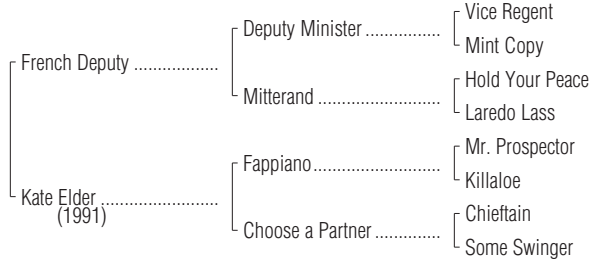 Vice Regent
Deputy Minister ................
Mint Copy
French Deputy ..................
Hold Your Peace
Mitterand ..........................
Laredo Lass
Mr. Prospector
Fappiano...........................
Killaloe
Kate Elder .........................
(1991)
Chieftain
Choose a Partner ..............
Some Swinger